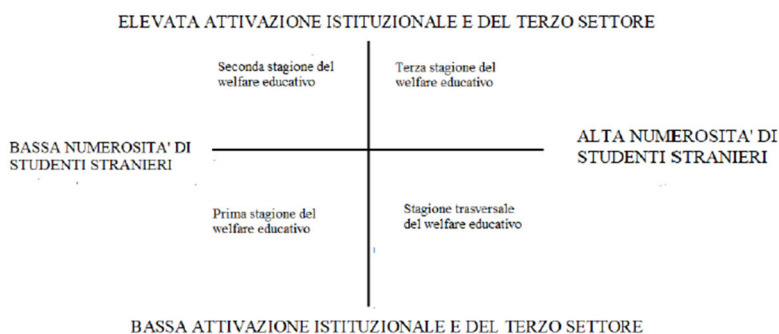 ELEVATA ATTIVAZIONE ISTITUZIONALE E DEL TERZO SETTORE
Seconda stagione del
welfare educativo
Terza stagione del
welfare educativo
BASSA NUMEROSITA' DI
STUDENTI STRANIERI
ALTA NUMEROSITA' DI
STUDENTI STRANIERI
Prima stagione del
welfare educativo
Stagione trasversale
del welfare educativo
BASSA ATTIVAZIONE ISTITUZIONALE E DEL TERZO SETTORE